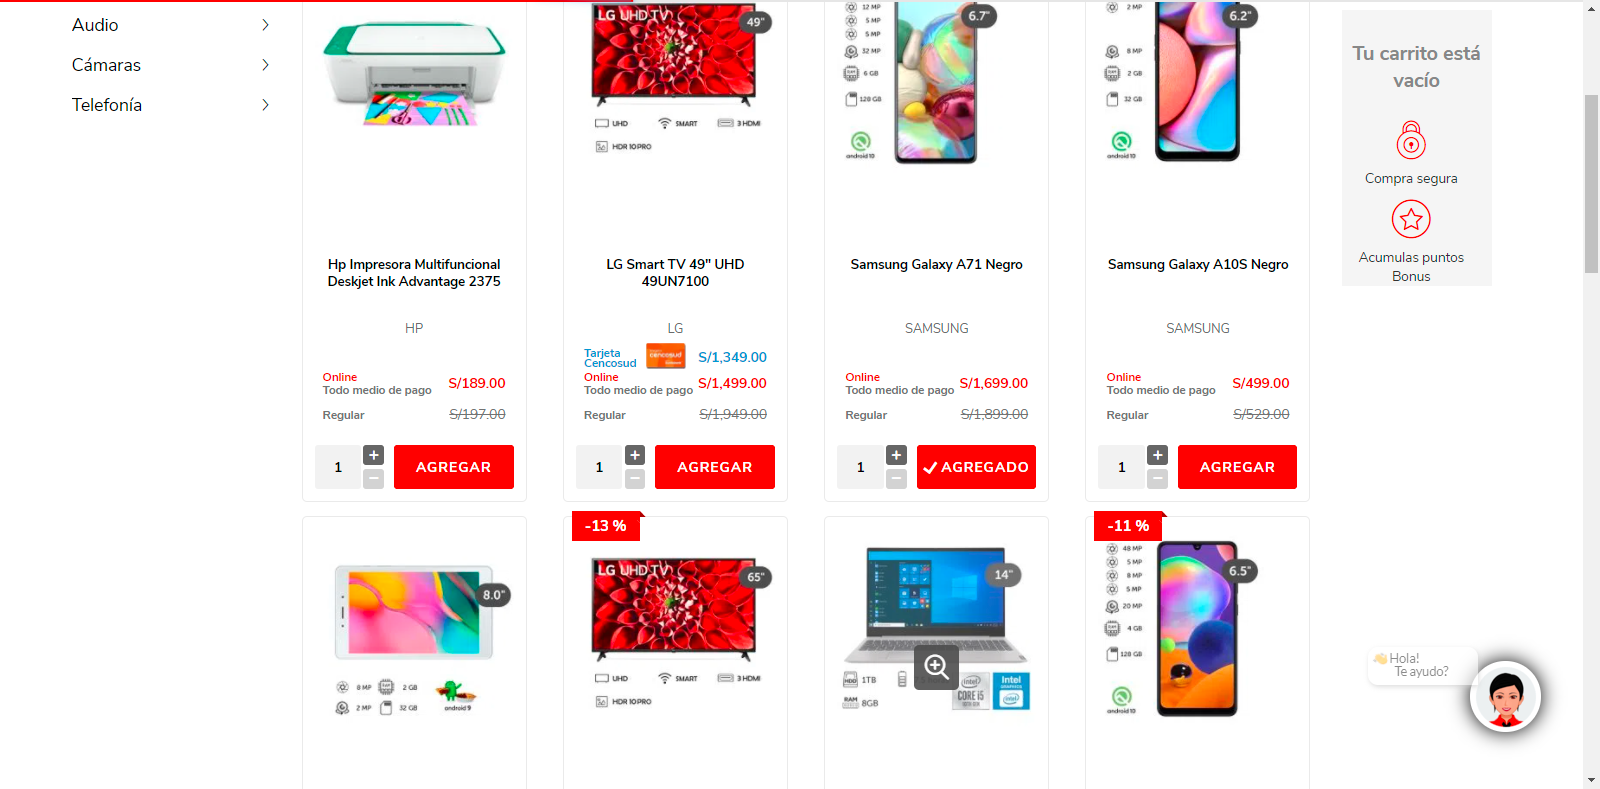 Audio
Cámaras
Telefonía
LG UHD TV
49"
UHD
SMART
3 HDMI
HDR 10 PRO
6.7"
12 MP
5 MP
5 MP
32 MP
6 GB
128 GB
android 10
6.2"
2 MP
8 MP
2 GB
32 GB
android 10
Tu carrito está
vacío
Compra segura
Acumulas puntos
Bonus
Hp Impresora Multifuncional
Deskjet Ink Advantage 2375
HP
Online
Todo medio de pago
S/189.00
Regular
S/197.00
1
+
−
AGREGAR
LG Smart TV 49" UHD
49UN7100
LG
Tarjeta
Cencosud
cencosud
S/1,349.00
Online
Todo medio de pago
S/1,499.00
Regular
S/1,949.00
1
+
−
AGREGAR
Samsung Galaxy A71 Negro
SAMSUNG
Online
Todo medio de pago
S/1,699.00
Regular
S/1,899.00
1
+
−
AGREGADO
Samsung Galaxy A10S Negro
SAMSUNG
Online
Todo medio de pago
S/499.00
Regular
S/529.00
1
+
−
AGREGAR
8.0"
8 MP
2 GB
2 MP
32 GB
android 9
-13 %
LG UHD TV
65"
UHD
SMART
3 HDMI
HDR 10 PRO
14"
HDD
1TB
RAM
8GB
intel
CORE i5
Intel
-11 %
6.5"
48 MP
5 MP
8 MP
5 MP
20 MP
4 GB
128 GB
android 10
Hola!
Te ayudo?